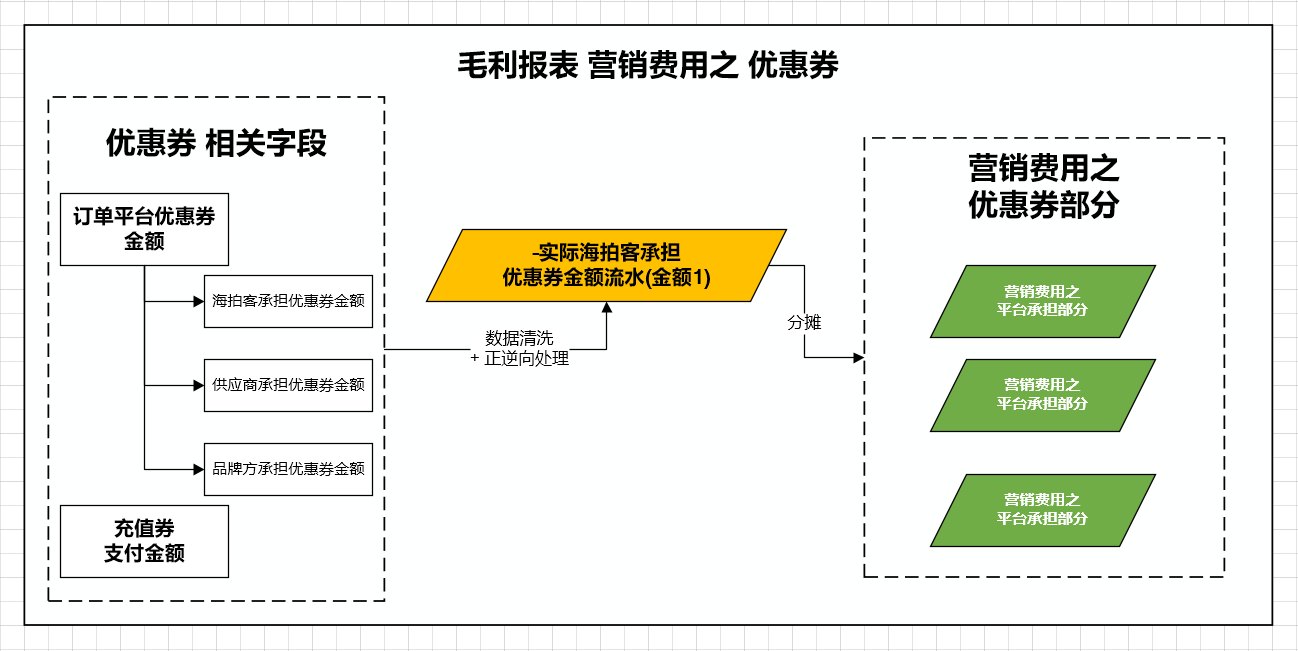 毛利报表 营销费用之 优惠券
优惠券 相关字段
订单平台优惠券
金额
海拍客承担优惠券金额
供应商承担优惠券金额
品牌方承担优惠券金额
充值券
支付金额
数据清洗
+ 正逆向处理
-实际海拍客承担
优惠券金额流水(金额1)
分摊
营销费用之
优惠券部分
营销费用之
平台承担部分
营销费用之
平台承担部分
营销费用之
平台承担部分